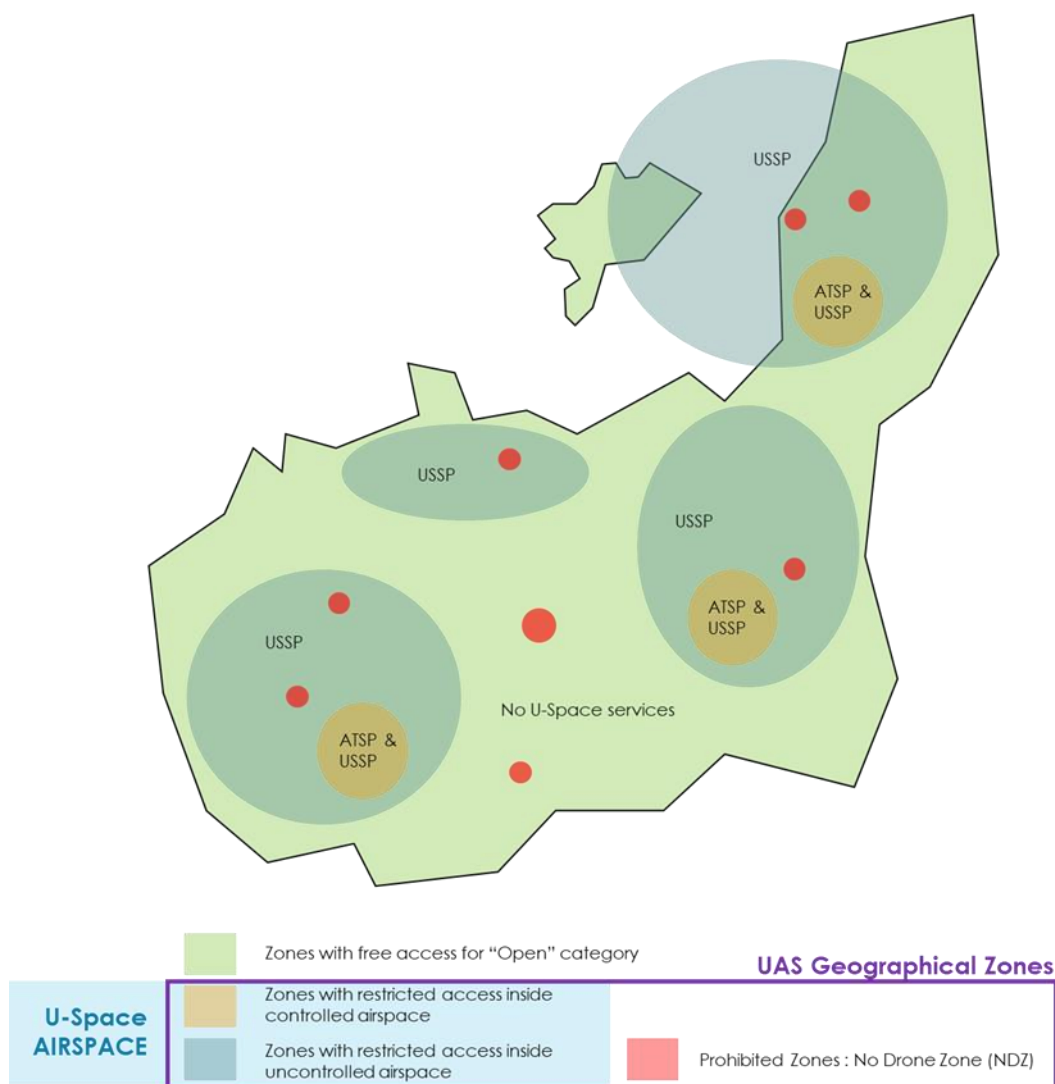 USSP
ATSP &
USSP
USSP
USSP
ATSP &
USSP
USSP
No U-Space services
ATSP &
USSP
Zones with free access for “Open” category
UAS Geographical Zones
U-Space
AIRSPACE
Zones with restricted access inside
controlled airspace
Zones with restricted access inside
uncontrolled airspace
Prohibited Zones : No Drone Zone (NDZ)